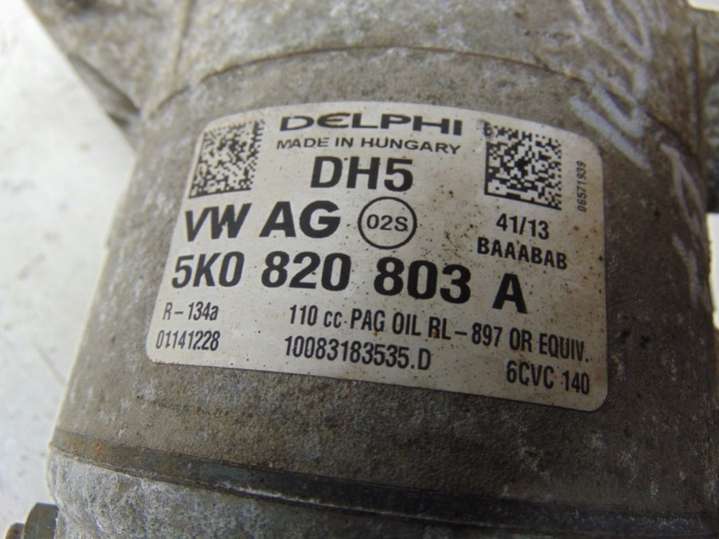 DELPHI
MADE IN HUNGARY
DH5
06571939
VW AG 02S
41/13
BAAABAB
5K0 820 803 A
R-134a
110 cc PAG OIL RL-897 OR EQUIV.
01141228
10083183535.D
6CVC 140